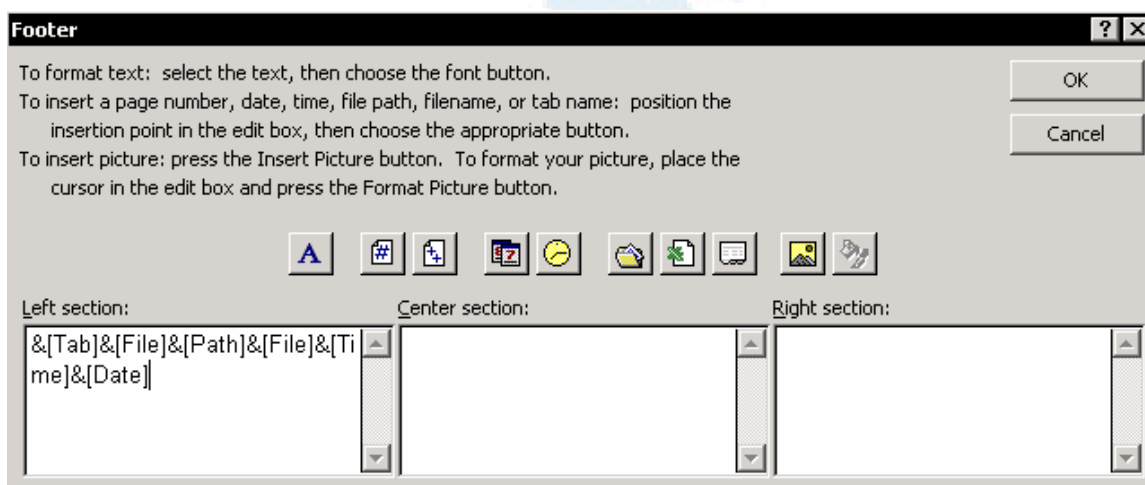 Footer
To format text: select the text, then choose the font button.
To insert a page number, date, time, file path, filename, or tab name: position the
insertion point in the edit box, then choose the appropriate button.
To insert picture: press the Insert Picture button. To format your picture, place the
cursor in the edit box and press the Format Picture button.
OK
Cancel
Left section:
Center section:
Right section:
&[Tab]&[File]&[Path]&[File]&[Ti
me]&[Date]